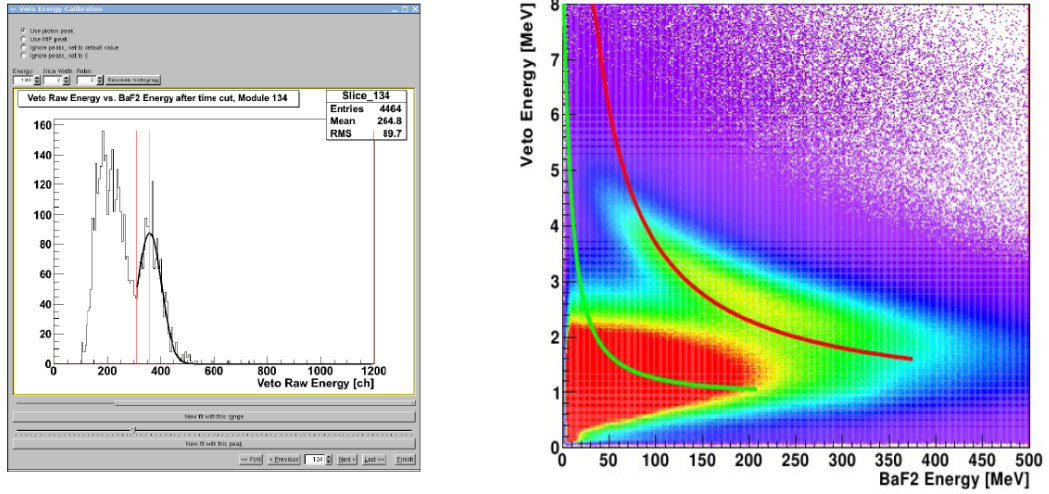 Veto Energy Calibration
Use proton peak
Use MIP peak
Ignore peaks, set to default value
Ignore peaks, set to 0
Energy: Slice Width: Rebin:
Recreate histogram
Veto Raw Energy vs. BaF2 Energy after time cut, Module 134
Slice_134
Entries 4464
Mean 264.8
RMS 89.7
160
140
120
100
80
60
40
20
0
0 200 400 600 800 1000 1200
Veto Raw Energy [ch]
New fit with this range
New fit with this peak
<< First < Previous 134 Next > Last >> Finish
Veto Energy [MeV]
8
7
6
5
4
3
2
1
0
0 50 100 150 200 250 300 350 400 450 500
BaF2 Energy [MeV]